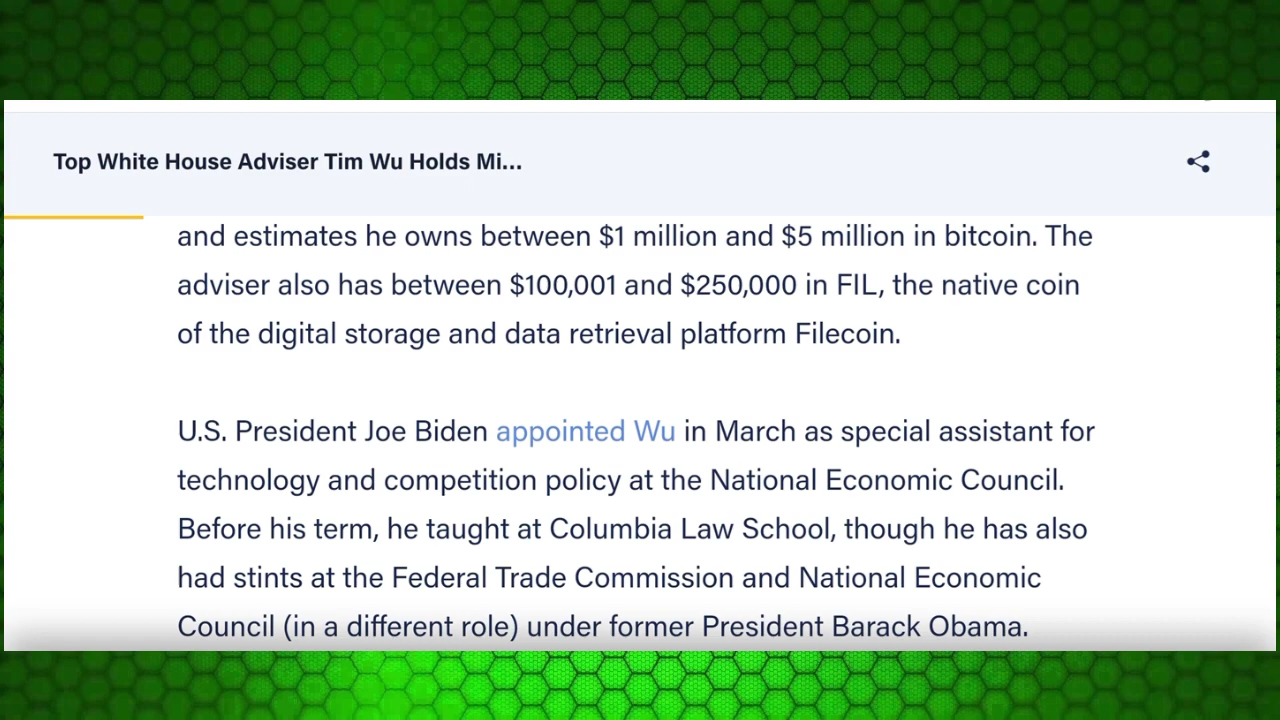 Top White House Adviser Tim Wu Holds Mi...
and estimates he owns between $1 million and $5 million in bitcoin. The
adviser also has between $100,001 and $250,000 in FIL, the native coin
of the digital storage and data retrieval platform Filecoin.
U.S. President Joe Biden appointed Wu in March as special assistant for
technology and competition policy at the National Economic Council.
Before his term, he taught at Columbia Law School, though he has also
had stints at the Federal Trade Commission and National Economic
Council (in a different role) under former President Barack Obama.